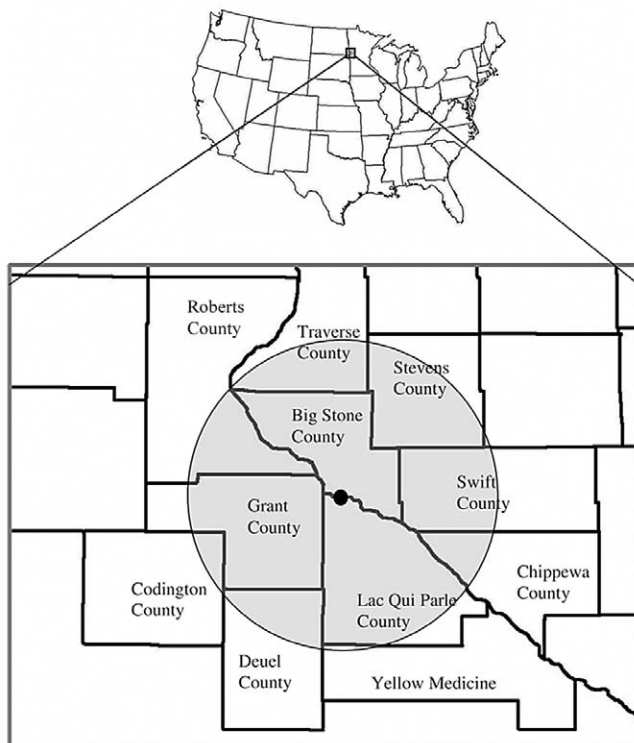 Roberts
County
Traverse
County
Stevens
County
Big Stone
County
Swift
County
Grant
County
Chippewa
County
Codington
County
Lac Qui Parle
County
Deuel
County
Yellow Medicine